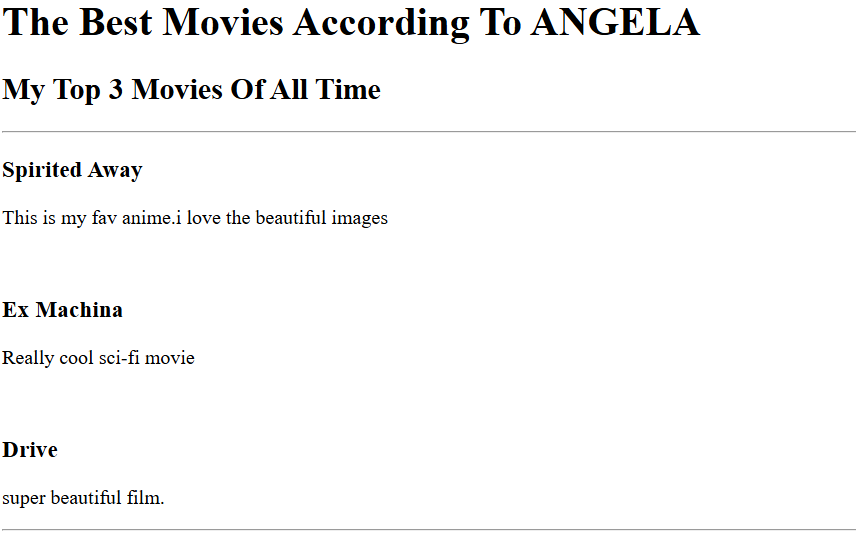 The Best Movies According To ANGELA
My Top 3 Movies Of All Time
Spirited Away
This is my fav anime.i love the beautiful images
Ex Machina
Really cool sci-fi movie
Drive
super beautiful film.